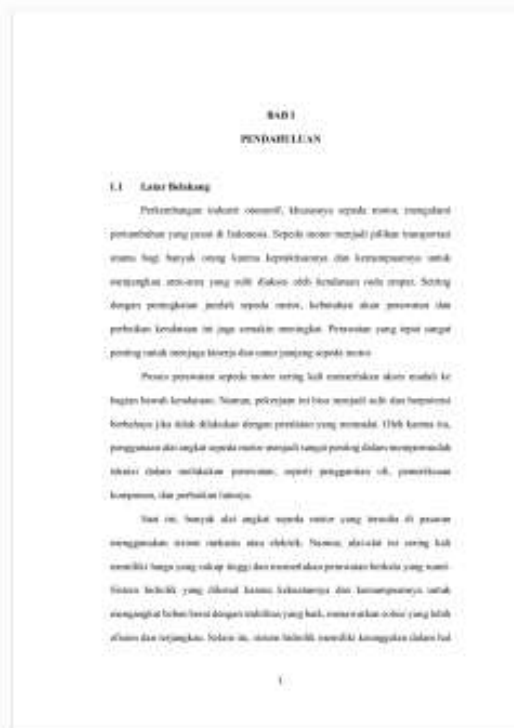 BAB I
PENDAHULUAN
1.1 Latar Belakang
Perkembangan industri otomotif, khususnya sepeda motor, mengalami
pertumbuhan yang pesat di Indonesia. Sepeda motor menjadi pilihan transportasi
utama bagi banyak orang karena kepraktisannya dan kemampuannya untuk
menjangkau area-area yang sulit diakses oleh kendaraan roda empat. Seiring
dengan peningkatan jumlah sepeda motor, kebutuhan akan perawatan dan
perbaikan kendaraan ini juga semakin meningkat. Perawatan yang tepat sangat
penting untuk menjaga kinerja dan umur panjang sepeda motor.
Proses perawatan sepeda motor sering kali memerlukan akses mudah ke
bagian bawah kendaraan. Namun, pekerjaan ini bisa menjadi sulit dan berpotensi
berbahaya jika tidak dilakukan dengan peralatan yang memadai. Oleh karena itu,
penggunaan alat angkat sepeda motor menjadi sangat penting dalam mempermudah
teknisi dalam melakukan perawatan, seperti penggantian oli, pemeriksaan
komponen, dan perbaikan lainnya.
Saat ini, banyak alat angkat sepeda motor yang tersedia di pasaran
menggunakan sistem mekanis atau elektrik. Namun, alat-alat ini sering kali
memiliki harga yang cukup tinggi dan memerlukan perawatan berkala yang rumit.
Sistem hidrolik yang dikenal karena kekuatannya dan kemampuannya untuk
mengangkat beban berat dengan stabilitas yang baik, menawarkan solusi yang lebih
efisien dan terjangkau. Selain itu, sistem hidrolik memiliki keunggulan dalam hal
1